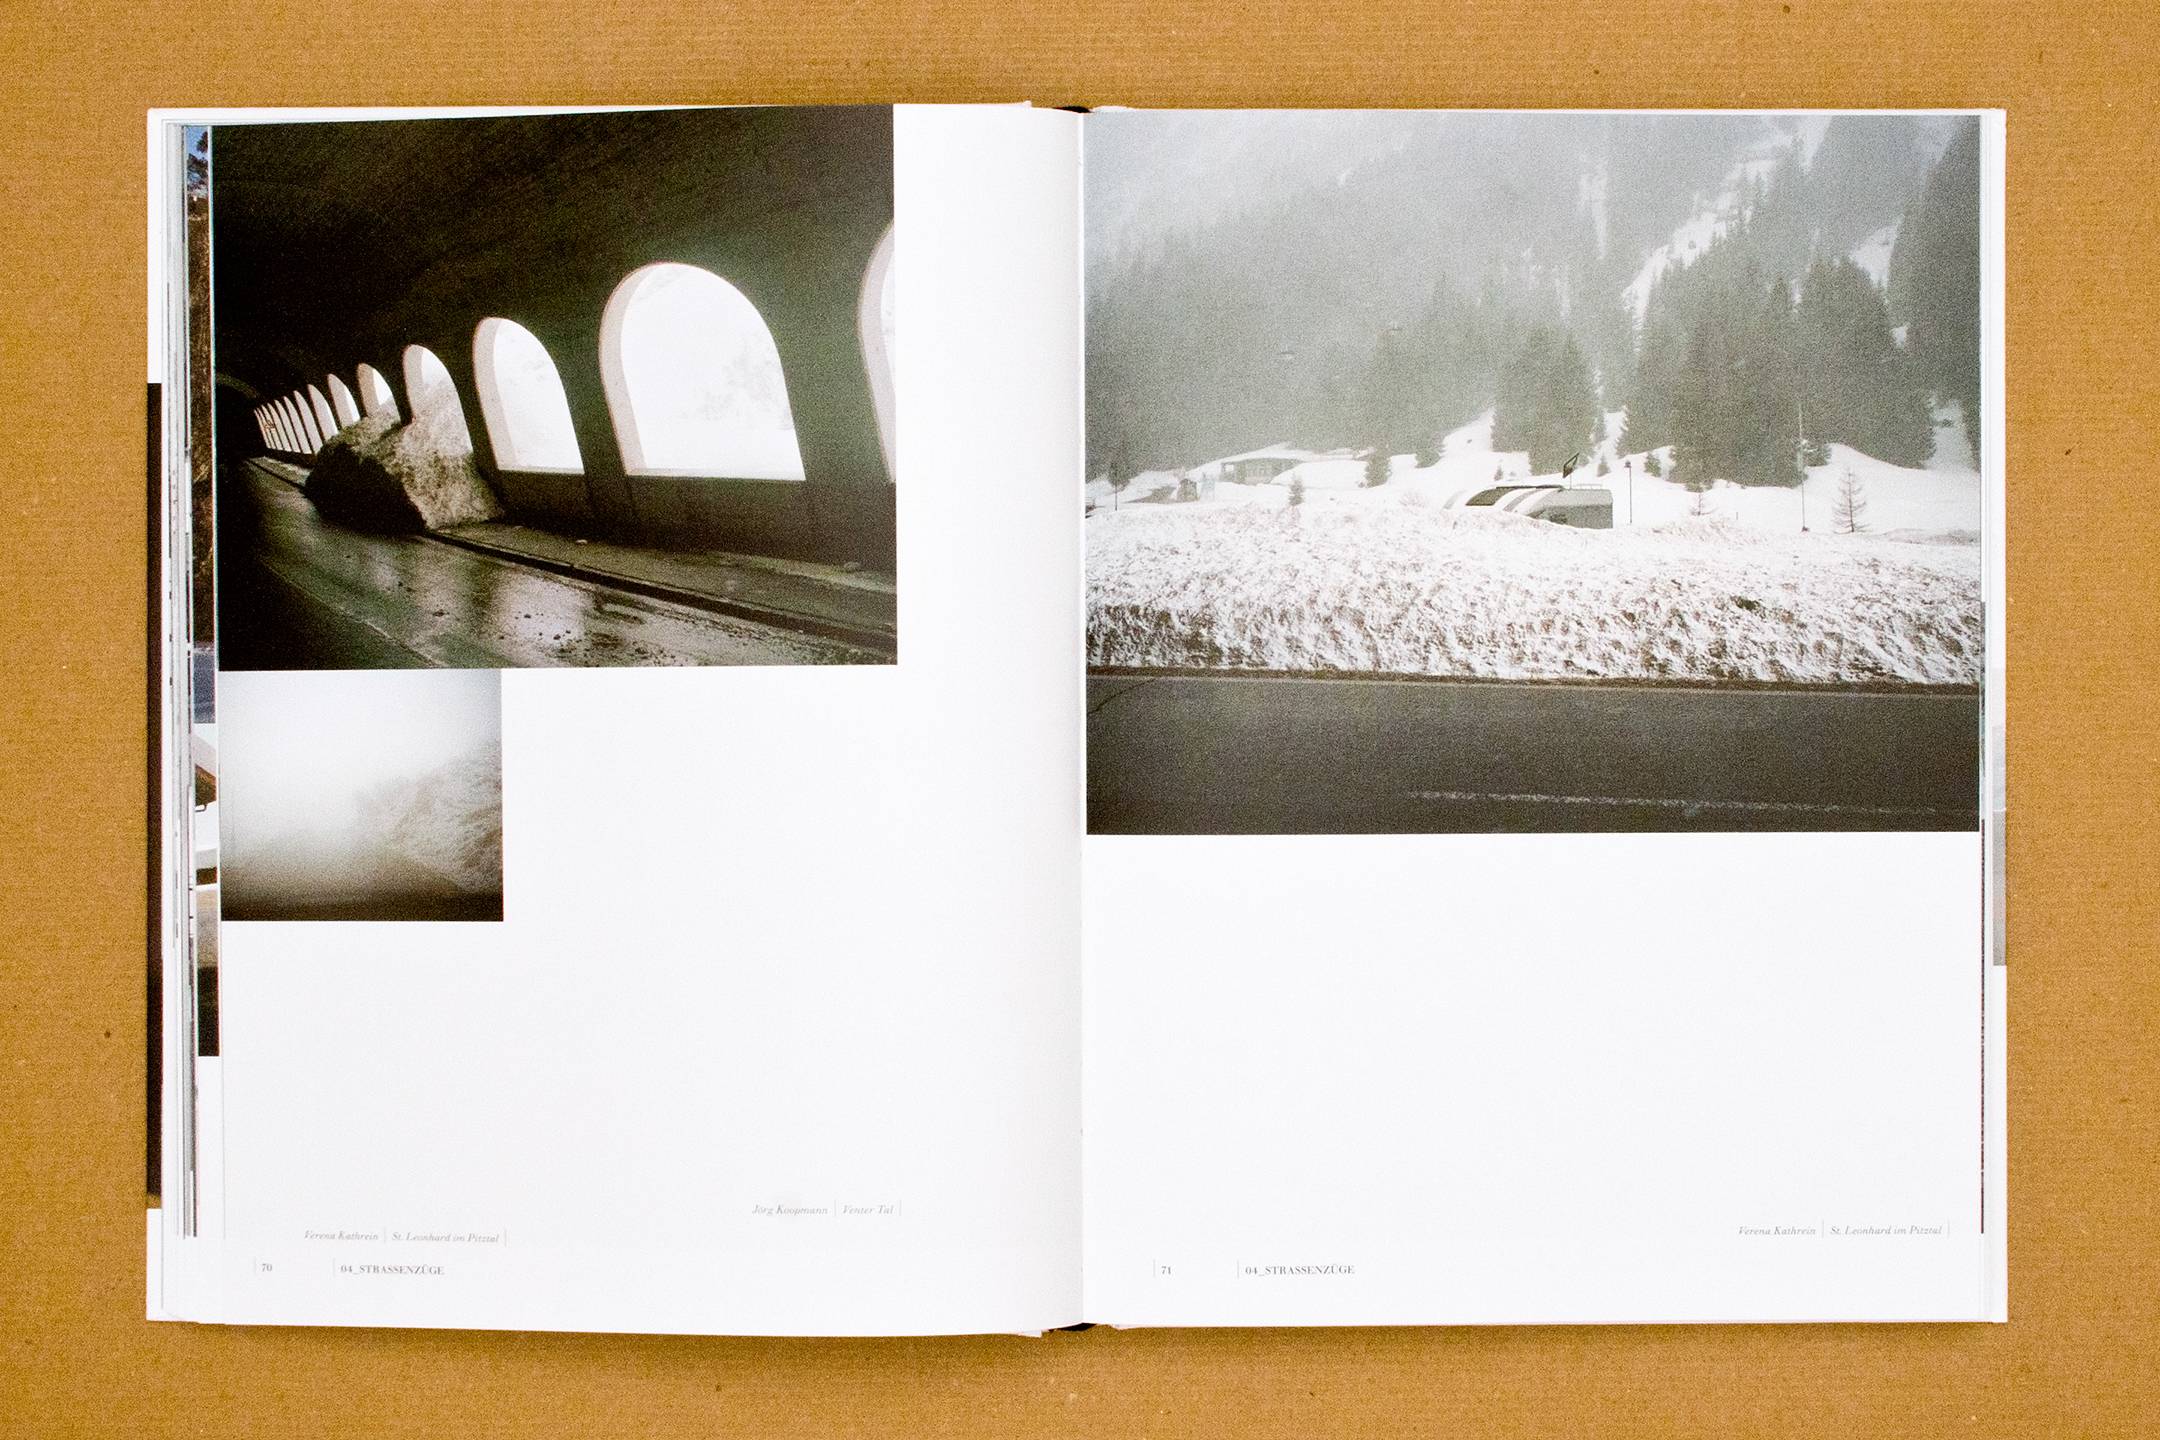 Jörg Koopmann | Venter Tal |
Verena Kathrein | St. Leonhard im Pitztal |
| 70 | 04_STRASSENZÜGE
Verena Kathrein | St. Leonhard im Pitztal |
| 71 | 04_STRASSENZÜGE